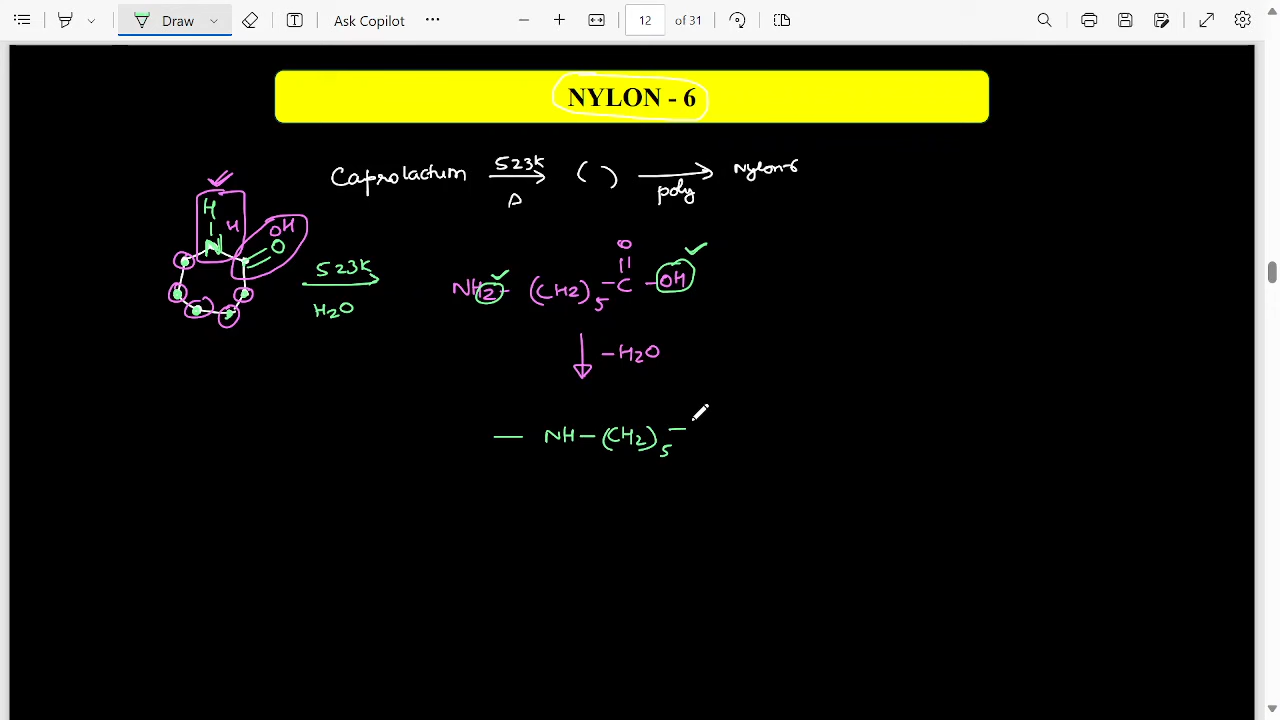 Draw
Ask Copilot
12 of 31
NYLON - 6
Caprolactum 523K Δ ( ) poly Nylon-6
H
H OH
N O
523K
H2O
O
NH2 - (CH2)5 - C - OH
-H2O
— NH - (CH2)5 -